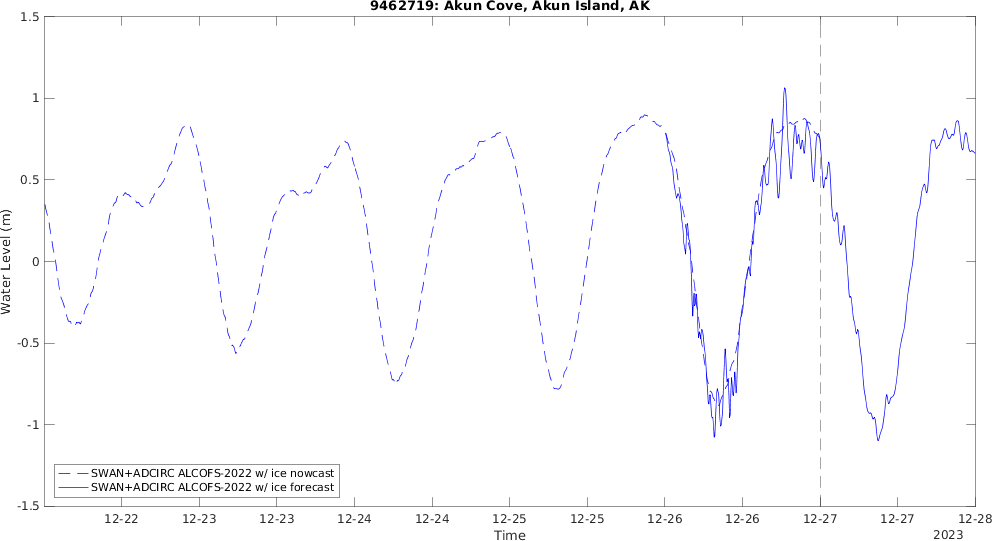 9462719: Akun Cove, Akun Island, AK
1.5
1
0.5
0
-0.5
-1
-1.5
Water Level (m)
SWAN+ADCIRC ALCOFS-2022 w/ ice nowcast
SWAN+ADCIRC ALCOFS-2022 w/ ice forecast
12-22 12-23 12-23 12-24 12-24 12-25 12-25 12-26 12-26 12-27 12-27 12-28
Time
2023